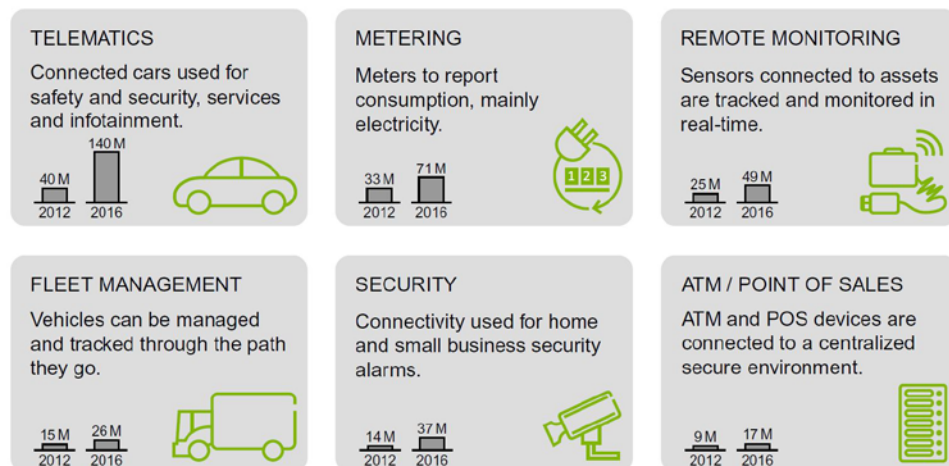 TELEMATICS
Connected cars used for
safety and security, services
and infotainment.
40 M
140 M
2012
2016
METERING
Meters to report
consumption, mainly
electricity.
33 M
71 M
2012
2016
1 2 3
REMOTE MONITORING
Sensors connected to assets
are tracked and monitored in
real-time.
25 M
49 M
2012
2016
FLEET MANAGEMENT
Vehicles can be managed
and tracked through the path
they go.
15 M
26 M
2012
2016
SECURITY
Connectivity used for home
and small business security
alarms.
14 M
37 M
2012
2016
ATM / POINT OF SALES
ATM and POS devices are
connected to a centralized
secure environment.
9 M
17 M
2012
2016